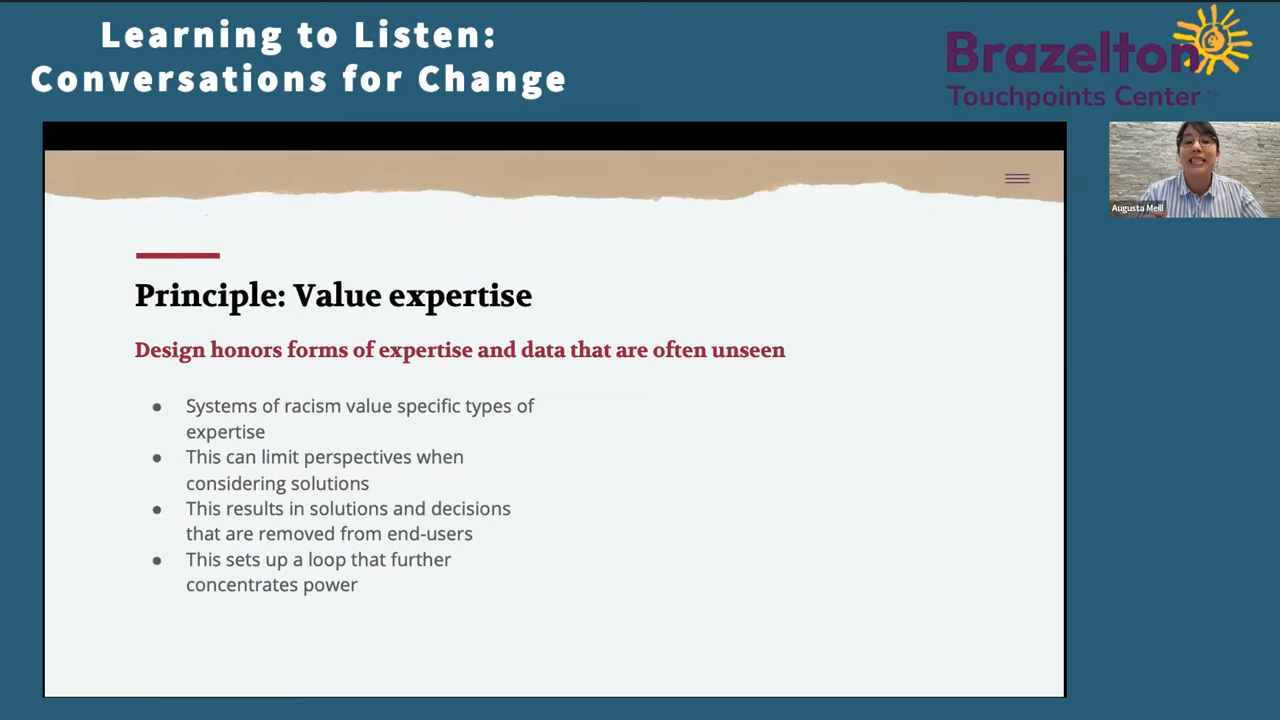 Learning to Listen:
Conversations for Change
Brazelton
Touchpoints Center™
Augusta Meill
Principle: Value expertise
Design honors forms of expertise and data that are often unseen
● Systems of racism value specific types of
expertise
● This can limit perspectives when
considering solutions
● This results in solutions and decisions
that are removed from end-users
● This sets up a loop that further
concentrates power